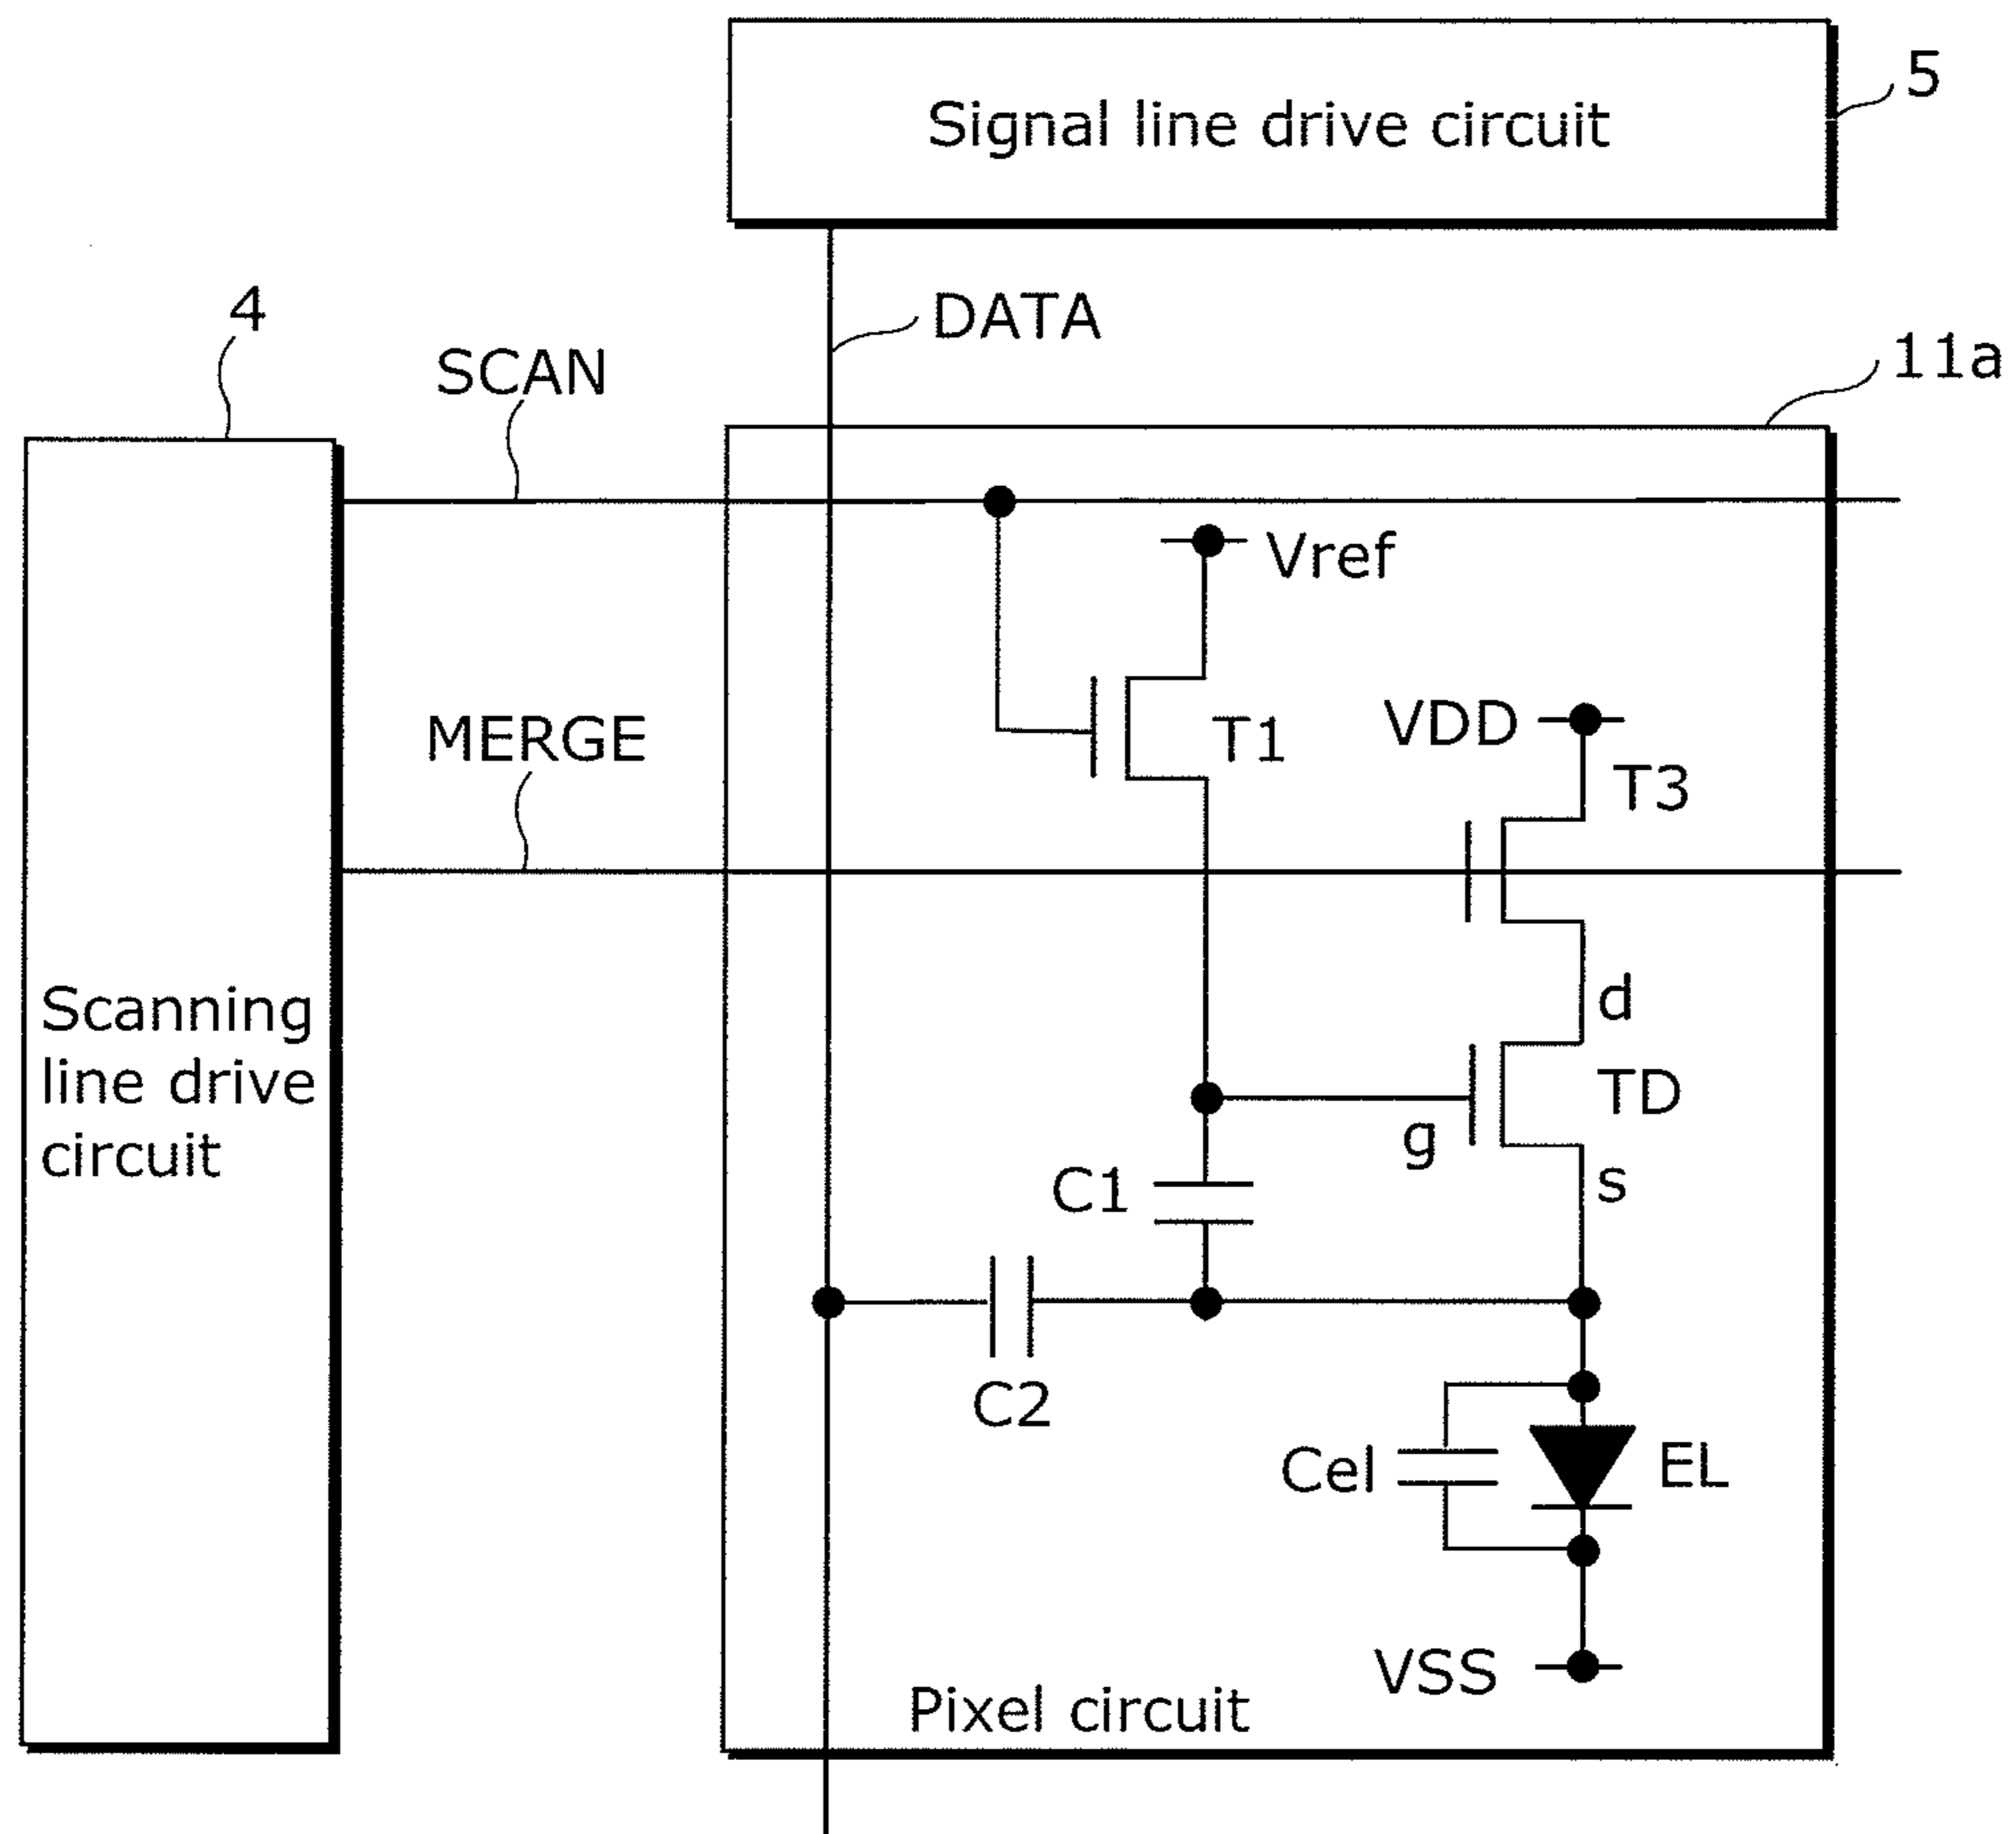 Signal line drive circuit
5
DATA
4
SCAN
11a
Vref
MERGE
T1
VDD
T3
d
Scanning
line drive
circuit
TD
g
s
C1
C2
Cel
EL
VSS
Pixel circuit